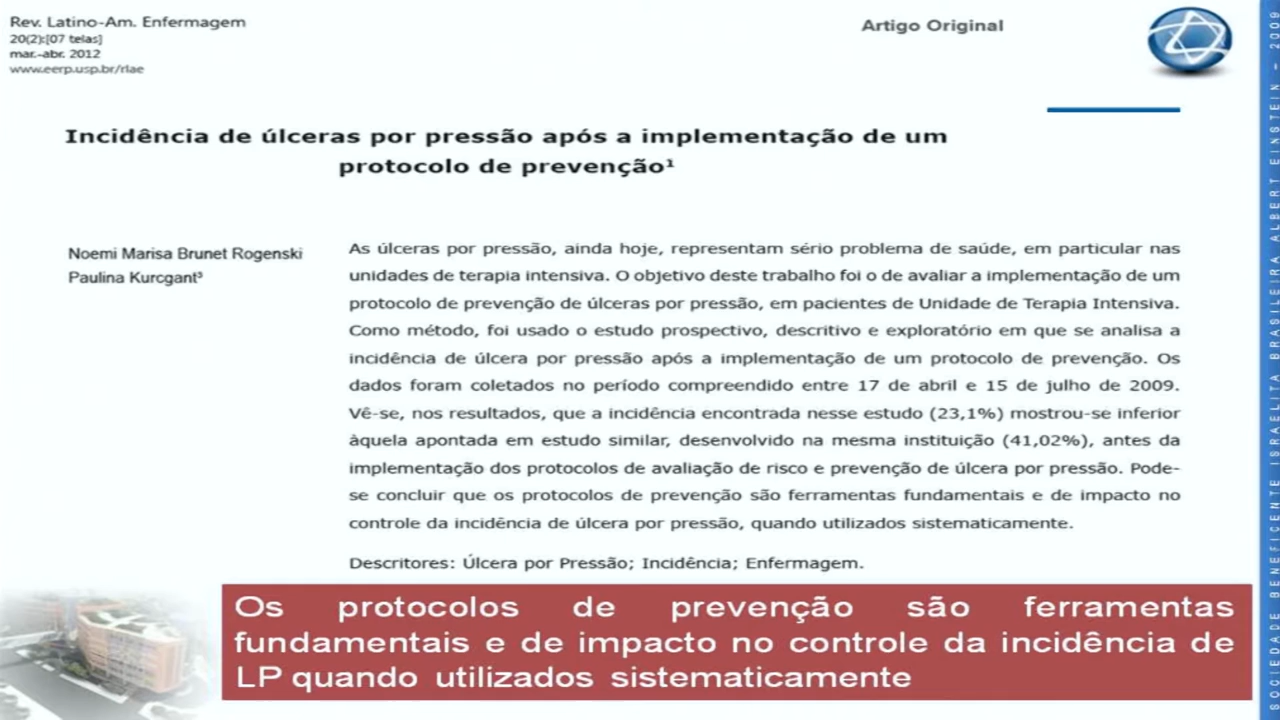 Rev. Latino-Am. Enfermagem
20(2):[07 telas]
mar.-abr. 2012
www.eerp.usp.br/rlae
Artigo Original
Incidência de úlceras por pressão após a implementação de um
protocolo de prevenção¹
Noemi Marisa Brunet Rogenski
Paulina Kurcgant³
As úlceras por pressão, ainda hoje, representam sério problema de saúde, em particular nas
unidades de terapia intensiva. O objetivo deste trabalho foi o de avaliar a implementação de um
protocolo de prevenção de úlceras por pressão, em pacientes de Unidade de Terapia Intensiva.
Como método, foi usado o estudo prospectivo, descritivo e exploratório em que se analisa a
incidência de úlcera por pressão após a implementação de um protocolo de prevenção. Os
dados foram coletados no período compreendido entre 17 de abril e 15 de julho de 2009.
Vê-se, nos resultados, que a incidência encontrada nesse estudo (23,1%) mostrou-se inferior
àquela apontada em estudo similar, desenvolvido na mesma instituição (41,02%), antes da
implementação dos protocolos de avaliação de risco e prevenção de úlcera por pressão. Pode-
se concluir que os protocolos de prevenção são ferramentas fundamentais e de impacto no
controle da incidência de úlcera por pressão, quando utilizados sistematicamente.
Descritores: Úlcera por Pressão; Incidência; Enfermagem.
Os protocolos de prevenção são ferramentas
fundamentais e de impacto no controle da incidência de
LP quando utilizados sistematicamente
SOCIEDADE BENEFICENTE ISRAELITA BRASILEIRA ALBERT EINSTEIN - 2009